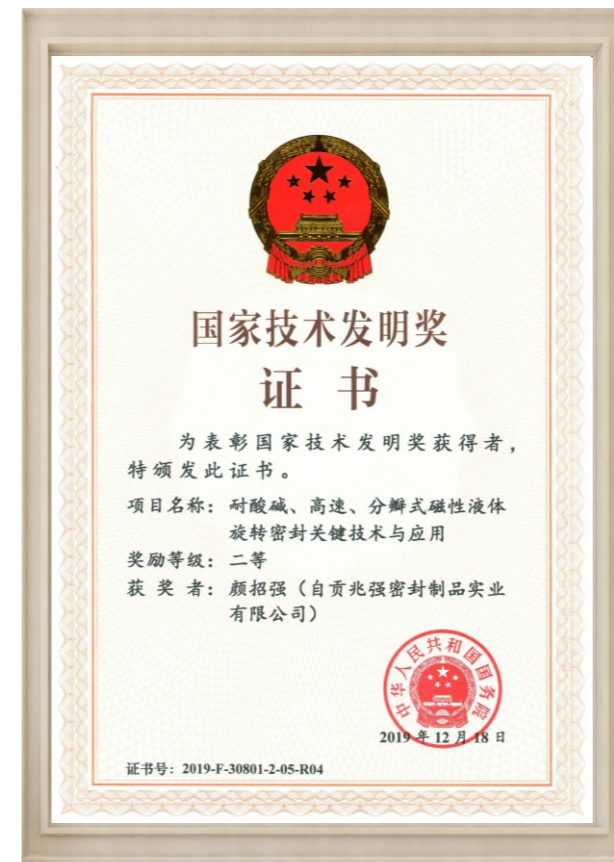 国家技术发明奖
证 书
为表彰国家技术发明奖获得者，
特颁发此证书。
项目名称：耐酸碱、高速、分瓣式磁性液体
旋转密封关键技术与应用
奖励等级：二等
获 奖 者：颜招强（自贡兆强密封制品实业
有限公司）
中华人民共和国国务院
2019 年 12 月 18 日
证书号：2019-F-30801-2-05-R04